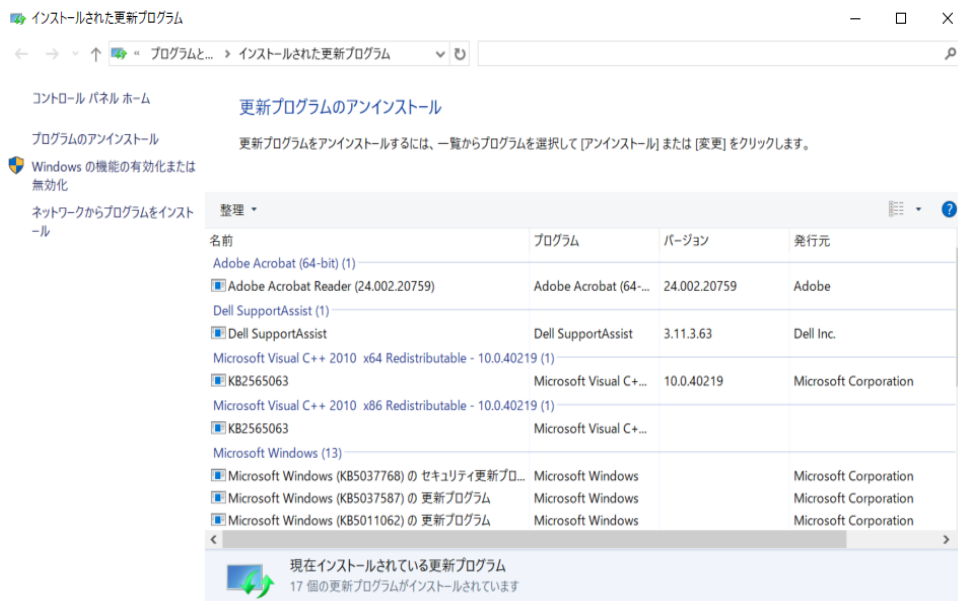 インストールされた更新プログラム
« プログラムと... › インストールされた更新プログラム
コントロール パネル ホーム
プログラムのアンインストール
Windows の機能の有効化または
無効化
ネットワークからプログラムをインスト
ール
更新プログラムのアンインストール
更新プログラムをアンインストールするには、一覧からプログラムを選択して [アンインストール] または [変更] をクリックします。
整理
名前 プログラム バージョン 発行元
Adobe Acrobat (64-bit) (1)
Adobe Acrobat Reader (24.002.20759) Adobe Acrobat (64-... 24.002.20759 Adobe
Dell SupportAssist (1)
Dell SupportAssist Dell SupportAssist 3.11.3.63 Dell Inc.
Microsoft Visual C++ 2010 x64 Redistributable - 10.0.40219 (1)
KB2565063 Microsoft Visual C+... 10.0.40219 Microsoft Corporation
Microsoft Visual C++ 2010 x86 Redistributable - 10.0.40219 (1)
KB2565063 Microsoft Visual C+...
Microsoft Windows (13)
Microsoft Windows (KB5037768) の セキュリティ更新プロ... Microsoft Windows Microsoft Corporation
Microsoft Windows (KB5037587) の 更新プログラム Microsoft Windows Microsoft Corporation
Microsoft Windows (KB5011062) の 更新プログラム Microsoft Windows Microsoft Corporation
現在インストールされている更新プログラム
17 個の更新プログラムがインストールされています